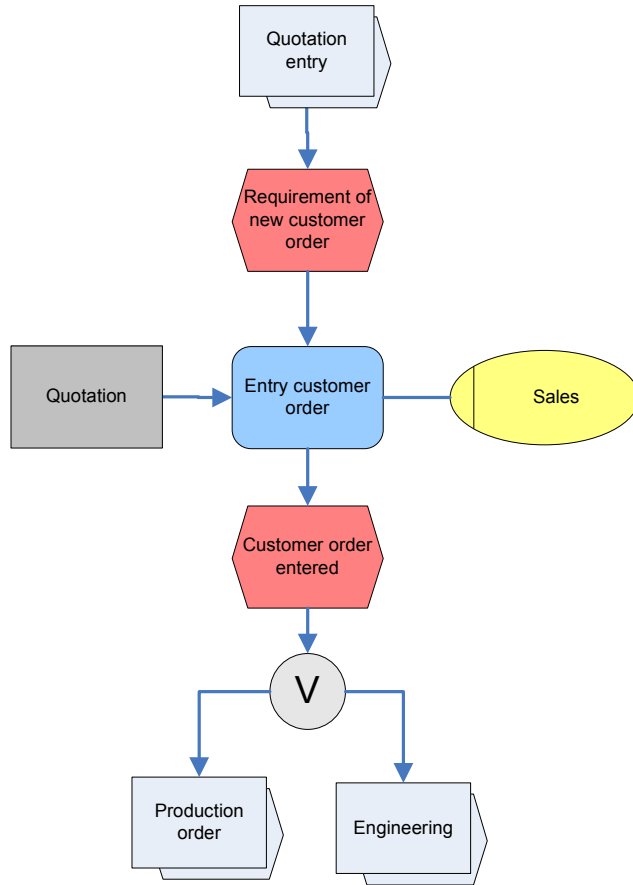 Quotation
entry
Requirement of
new customer
order
Quotation
Entry customer
order
Sales
Customer order
entered
V
Production
order
Engineering